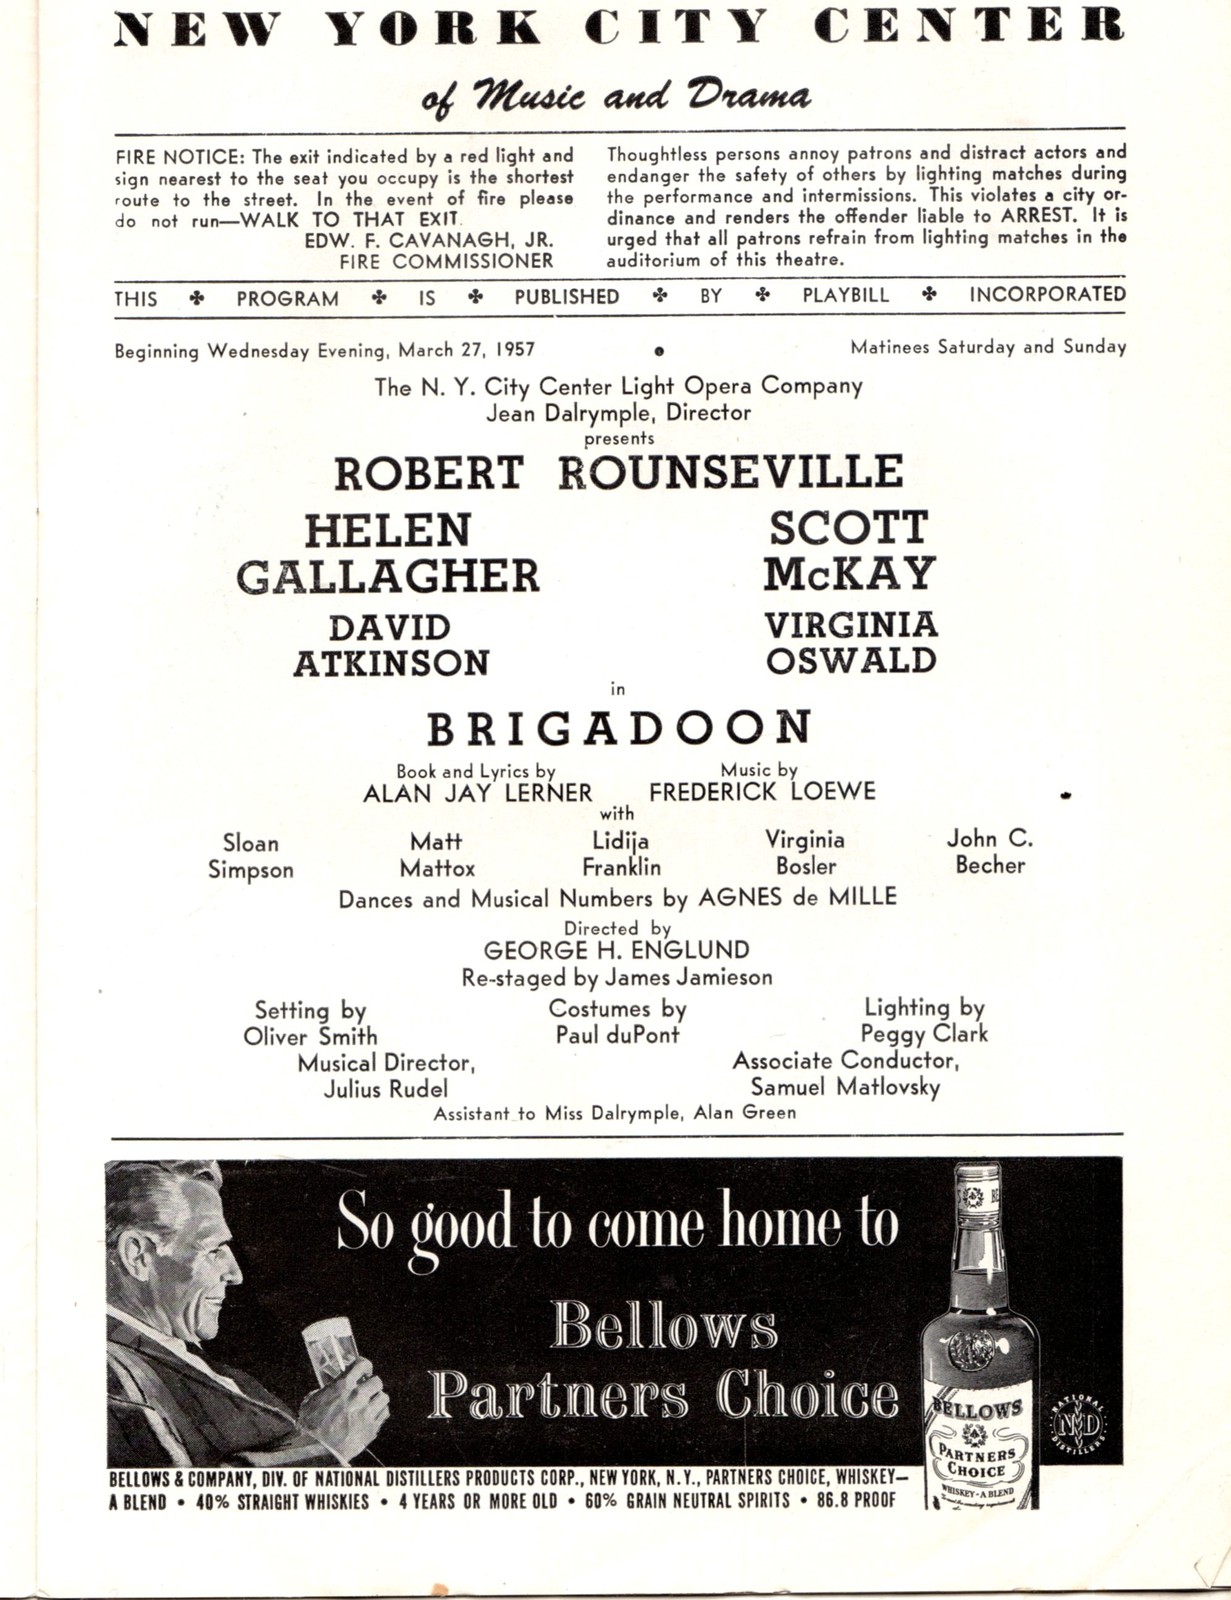 NEW YORK CITY CENTER
of Music and Drama
FIRE NOTICE: The exit indicated by a red light and
sign nearest to the seat you occupy is the shortest
route to the street. In the event of fire please
do not run—WALK TO THAT EXIT.
EDW. F. CAVANAGH, JR.
FIRE COMMISSIONER
Thoughtless persons annoy patrons and distract actors and
endanger the safety of others by lighting matches during
the performance and intermissions. This violates a city or-
dinance and renders the offender liable to ARREST. It is
urged that all patrons refrain from lighting matches in the
auditorium of this theatre.
THIS ✤ PROGRAM ✤ IS ✤ PUBLISHED ✤ BY ✤ PLAYBILL ✤ INCORPORATED
Beginning Wednesday Evening, March 27, 1957 • Matinees Saturday and Sunday
The N. Y. City Center Light Opera Company
Jean Dalrymple, Director
presents
ROBERT ROUNSEVILLE
HELEN
GALLAGHER
SCOTT
McKAY
DAVID
ATKINSON
VIRGINIA
OSWALD
in
BRIGADOON
Book and Lyrics by
ALAN JAY LERNER
Music by
FREDERICK LOEWE
with
Sloan
Simpson
Matt
Mattox
Lidija
Franklin
Virginia
Bosler
John C.
Becher
Dances and Musical Numbers by AGNES de MILLE
Directed by
GEORGE H. ENGLUND
Re-staged by James Jamieson
Setting by
Oliver Smith
Costumes by
Paul duPont
Lighting by
Peggy Clark
Musical Director,
Julius Rudel
Associate Conductor,
Samuel Matlovsky
Assistant to Miss Dalrymple, Alan Green
So good to come home to
Bellows
Partners Choice
BELLOWS
PARTNERS
CHOICE
WHISKEY-A BLEND
NATIONAL
DISTILLERS
BELLOWS & COMPANY, DIV. OF NATIONAL DISTILLERS PRODUCTS CORP., NEW YORK, N.Y., PARTNERS CHOICE, WHISKEY—
A BLEND • 40% STRAIGHT WHISKIES • 4 YEARS OR MORE OLD • 60% GRAIN NEUTRAL SPIRITS • 86.8 PROOF